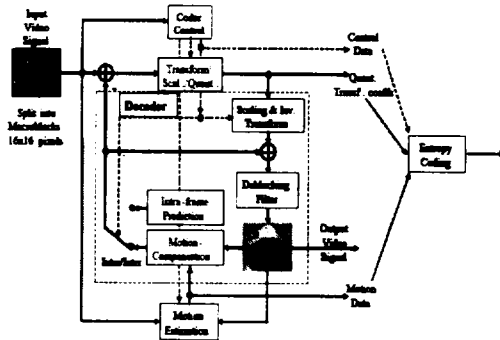 Input
Video
Signal
Coder
Control
Control
Data
Transform
Scal. Quant
Quant.
Transf. coeffs
Split into
Macroblocks
16x16 pixels
Decoder
Scaling & Inv.
Transform
Entropy
Coding
Deblocking
Filter
Intra-frame
Prediction
Output
Video
Signal
Motion-
Compensation
Intra/Inter
Motion
Data
Motion
Estimation